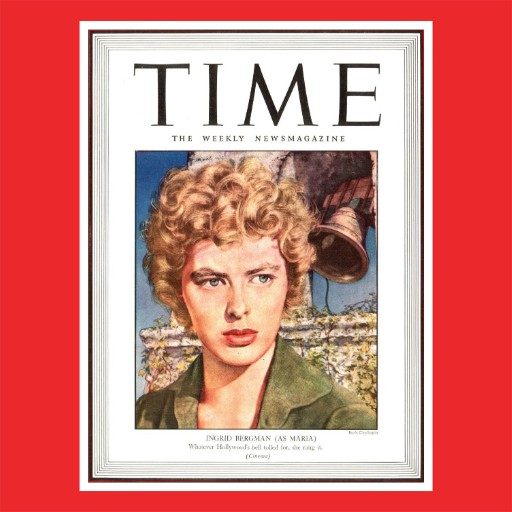 TIME
THE WEEKLY NEWSMAGAZINE
INGRID BERGMAN (AS MARIA)
Whatever Hollywood's bell tolled for, she rang it.
(Cinema)